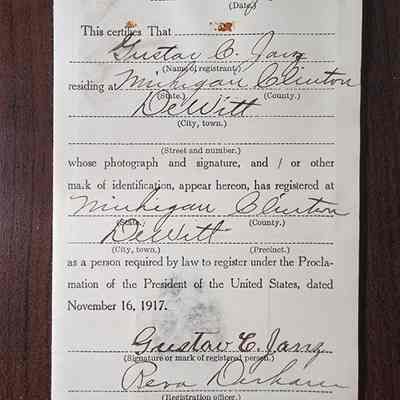 (Date)
This certifies That
Gustav C. Janz
(Name of registrant)
residing at Michigan Clinton
(State.) (County.)
DeWitt
(City, town.)
(Street and number.)
whose photograph and signature, and / or other
mark of identification, appear hereon, has registered at
Michigan Clinton
(State.) (County.)
DeWitt
(City, town.) (Precinct.)
as a person required by law to register under the Procla-
mation of the President of the United States, dated
November 16, 1917.
Gustav C. Janz
(Signature or mark of registered person.)
(Registration officer.)